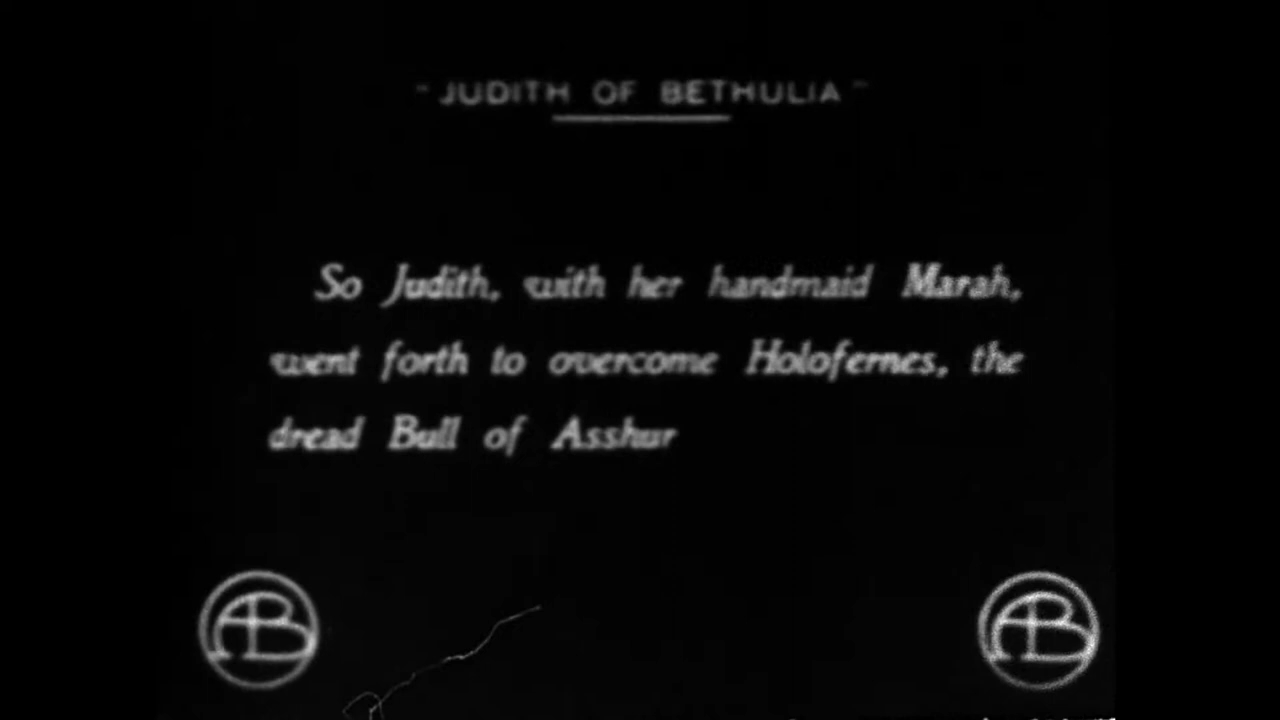 "JUDITH OF BETHULIA"
So Judith, with her handmaid Marah,
went forth to overcome Holofernes, the
dread Bull of Asshur
AB
AB